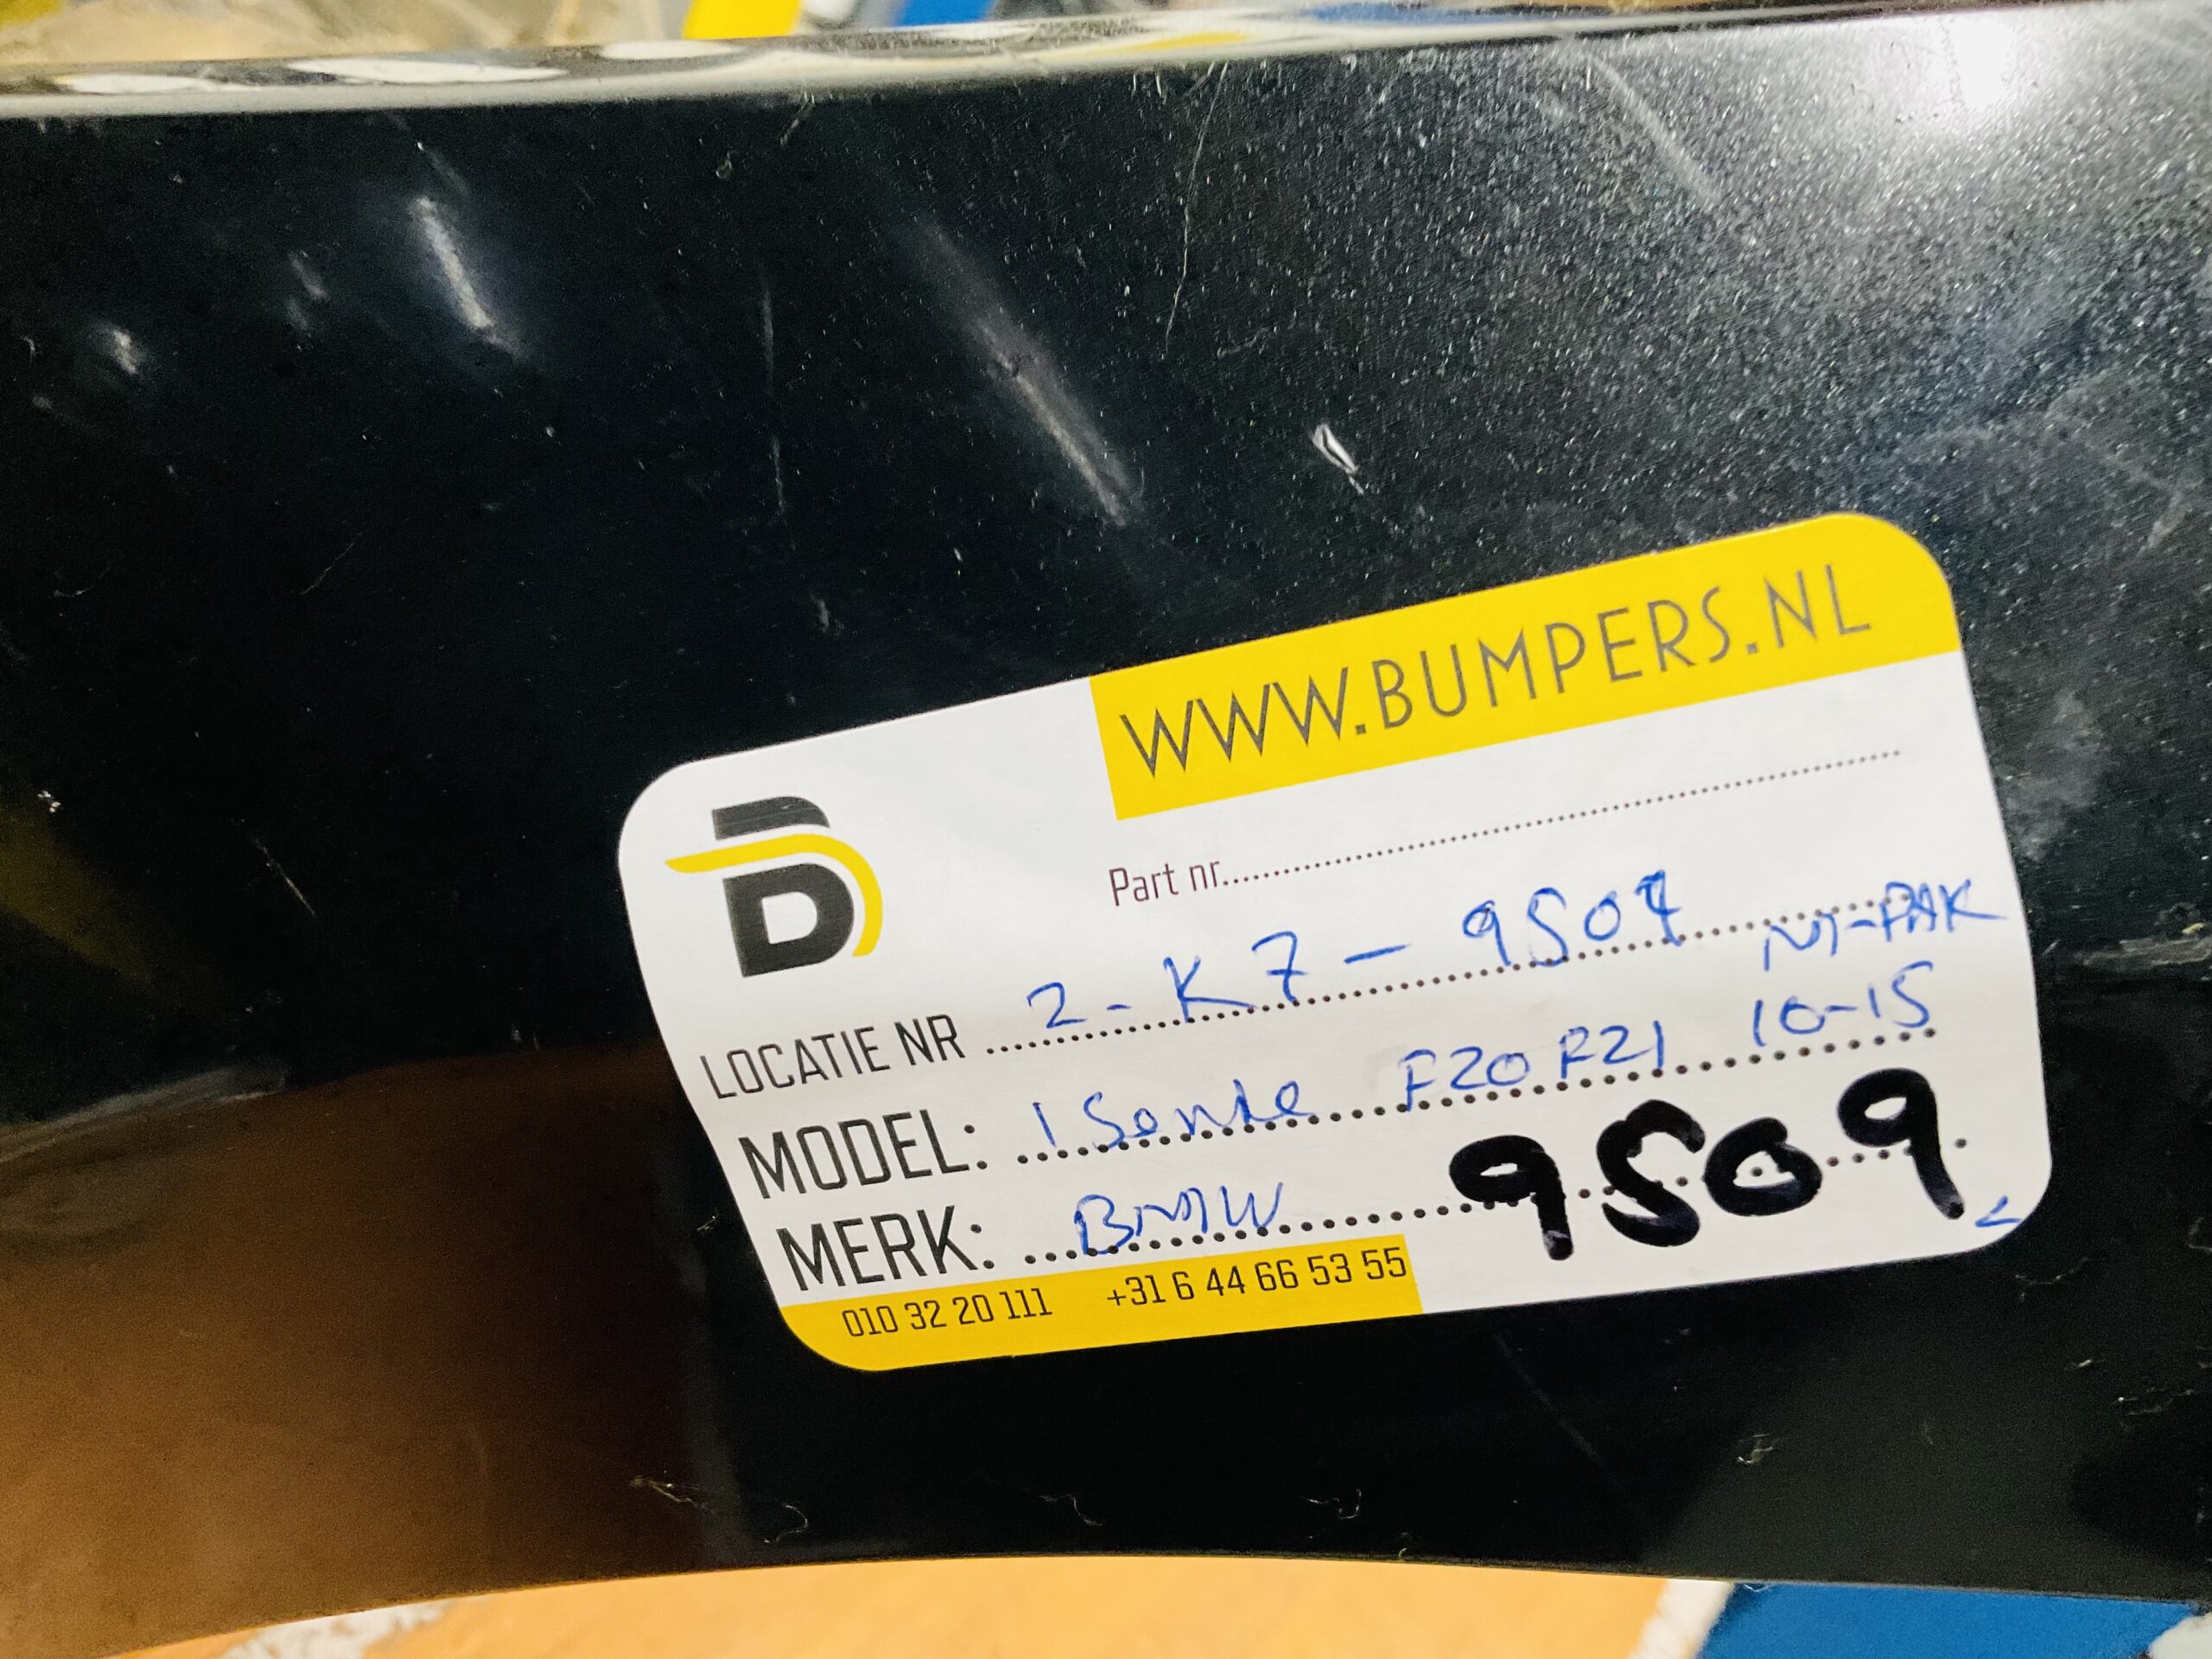 WWW.BUMPERS.NL
Part nr
LOCATIE NR 2-K7-9509 M-PAK
MODEL: 1 Serie F20 F21 10-15
MERK: BMW 9509
010 32 20 111 +31 6 44 66 53 55